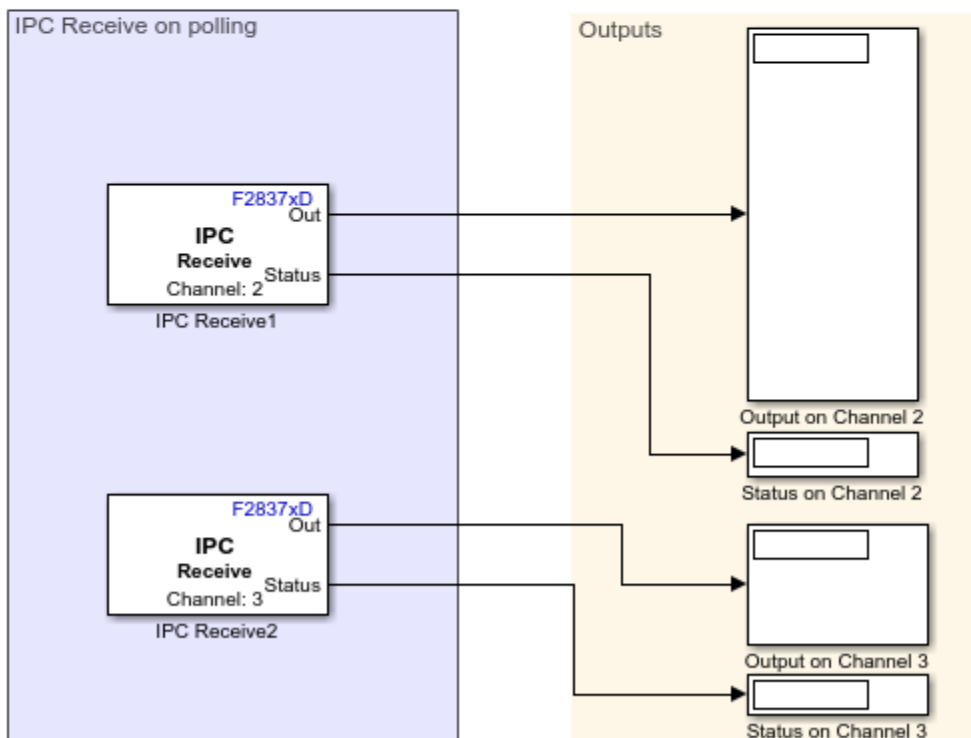 IPC Receive on polling
F2837xD
Out
IPC
Receive
Status
Channel: 2
IPC Receive1
F2837xD
Out
IPC
Receive
Status
Channel: 3
IPC Receive2
Outputs
Output on Channel 2
Status on Channel 2
Output on Channel 3
Status on Channel 3